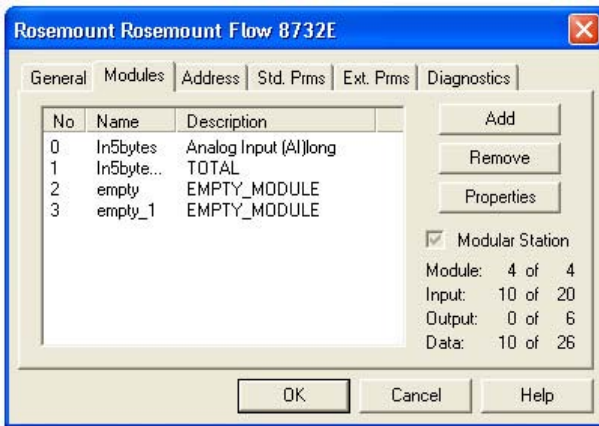 Rosemount Rosemount Flow 8732E
General Modules Address Std. Prms Ext. Prms Diagnostics
No Name Description
0 In5bytes Analog Input (AI)long
1 In5byte... TOTAL
2 empty EMPTY_MODULE
3 empty_1 EMPTY_MODULE
Add
Remove
Properties
Modular Station
Module: 4 of 4
Input: 10 of 20
Output: 0 of 6
Data: 10 of 26
OK Cancel Help